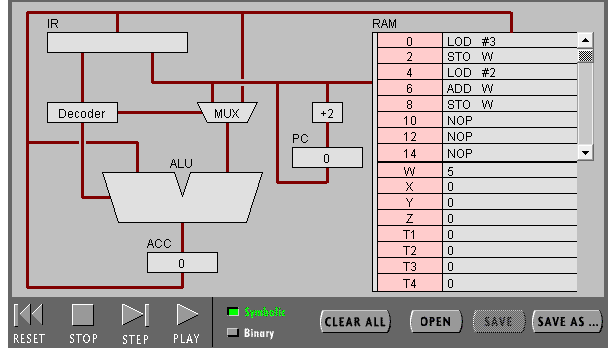 IR
RAM
0 LOD #3
2 STO W
4 LOD #2
6 ADD W
8 STO W
10 NOP
12 NOP
14 NOP
W 5
X 0
Y 0
Z 0
T1 0
T2 0
T3 0
T4 0
Decoder
MUX
+2
PC
0
ALU
ACC
0
RESET
STOP
STEP
PLAY
Symbolic
Binary
CLEAR ALL
OPEN
SAVE
SAVE AS ...